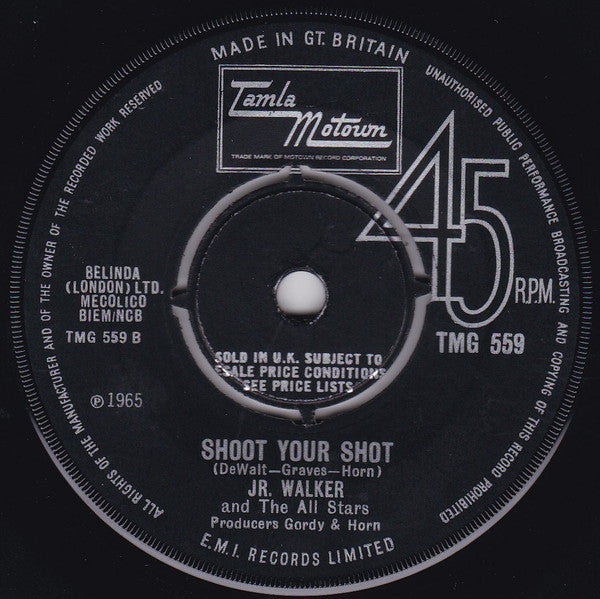 MADE IN GT. BRITAIN
UNAUTHORISED PUBLIC PERFORMANCE BROADCASTING AND COPYING OF THIS RECORD PROHIBITED
ALL RIGHTS OF THE MANUFACTURER AND OF THE OWNER OF THE RECORDED WORK RESERVED
Tamla
Motown
TRADE MARK OF MOTOWN RECORD CORPORATION
45
R.P.M.
TMG 559
BELINDA
(LONDON) LTD.
MECOLICO
BIEM/NCB
TMG 559 B
℗ 1965
SOLD IN U.K. SUBJECT TO
ESALE PRICE CONDITIONS
SEE PRICE LISTS
SHOOT YOUR SHOT
(DeWalt—Graves—Horn)
JR. WALKER
and The All Stars
Producers Gordy & Horn
E.M.I. RECORDS LIMITED